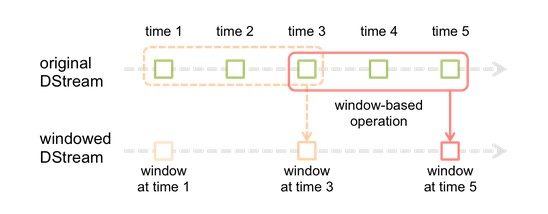 time 1 time 2 time 3 time 4 time 5
original
DStream
window-based
operation
windowed
DStream
window
at time 1
window
at time 3
window
at time 5